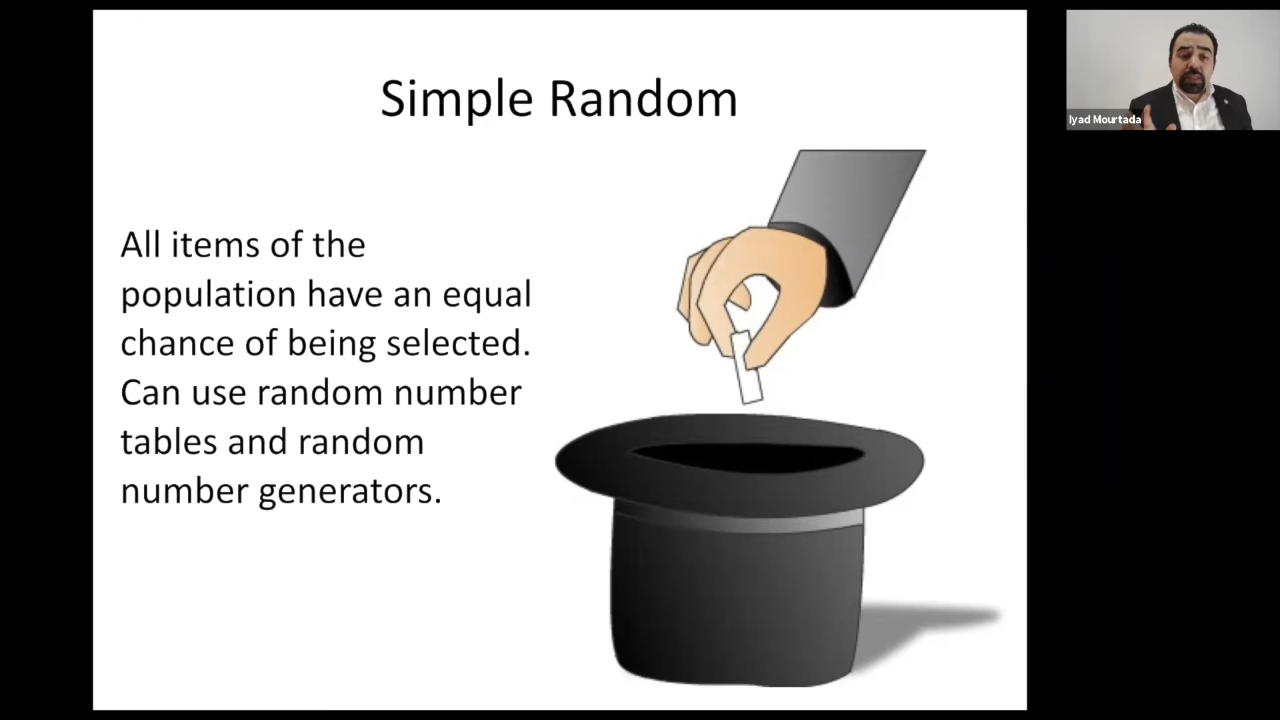 Simple Random
All items of the
population have an equal
chance of being selected.
Can use random number
tables and random
number generators.
Iyad Mourtada